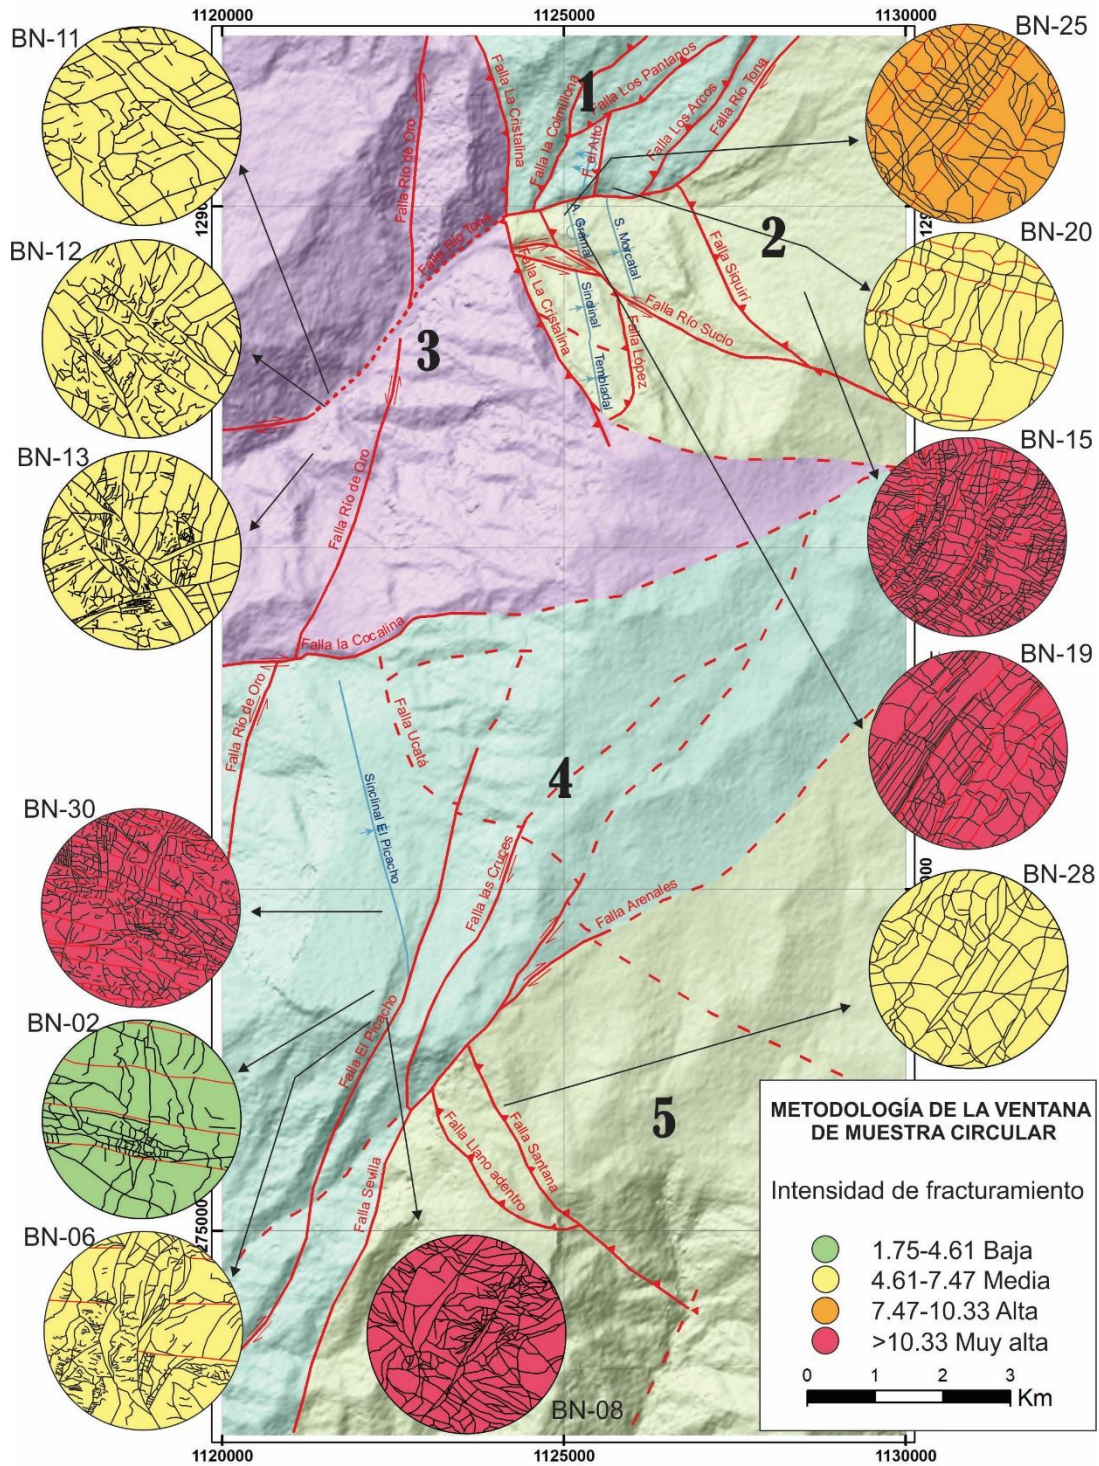 1120000
1125000
1130000
BN-11
BN-25
BN-12
BN-20
BN-13
BN-15
BN-19
BN-30
BN-28
BN-02
BN-06
BN-08
1
2
3
4
5
Falla La Cristalina
Falla la Colmillona
Falla Los Pantanos
F. el Alto
Falla Los Arcos
Falla Río Tona
Falla Río de Oro
Falla Río Tona
A. Gramal
S. Morcatal
Falla Siquirí
Falla La Cristalina
Sinclinal Tembladal
Falla López
Falla Río Sucio
Falla Río de Oro
Falla la Cocalina
Falla Río de Oro
Falla Ucatá
Sinclinal El Picacho
Falla las Cruces
Falla Arenales
Falla El Picacho
Falla Sevilla
Falla Llano adentro
Falla Santana
1290
275000
METODOLOGÍA DE LA VENTANA
DE MUESTRA CIRCULAR
Intensidad de fracturamiento
1.75-4.61 Baja
4.61-7.47 Media
7.47-10.33 Alta
>10.33 Muy alta
0 1 2 3
Km
1120000
1125000
1130000